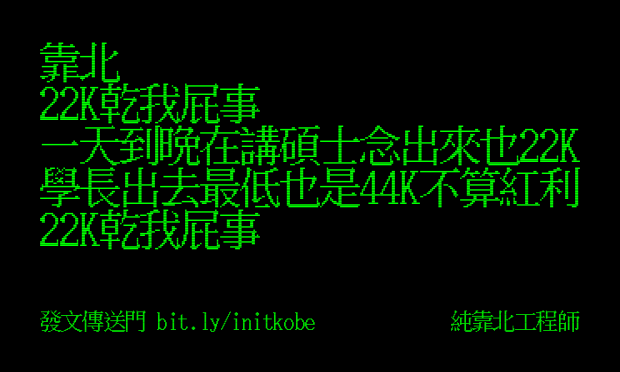 靠北
22K乾我屁事
一天到晚在講碩士念出來也22K
學長出去最低也是44K不算紅利
22K乾我屁事
發文傳送門 bit.ly/initkobe
純靠北工程師